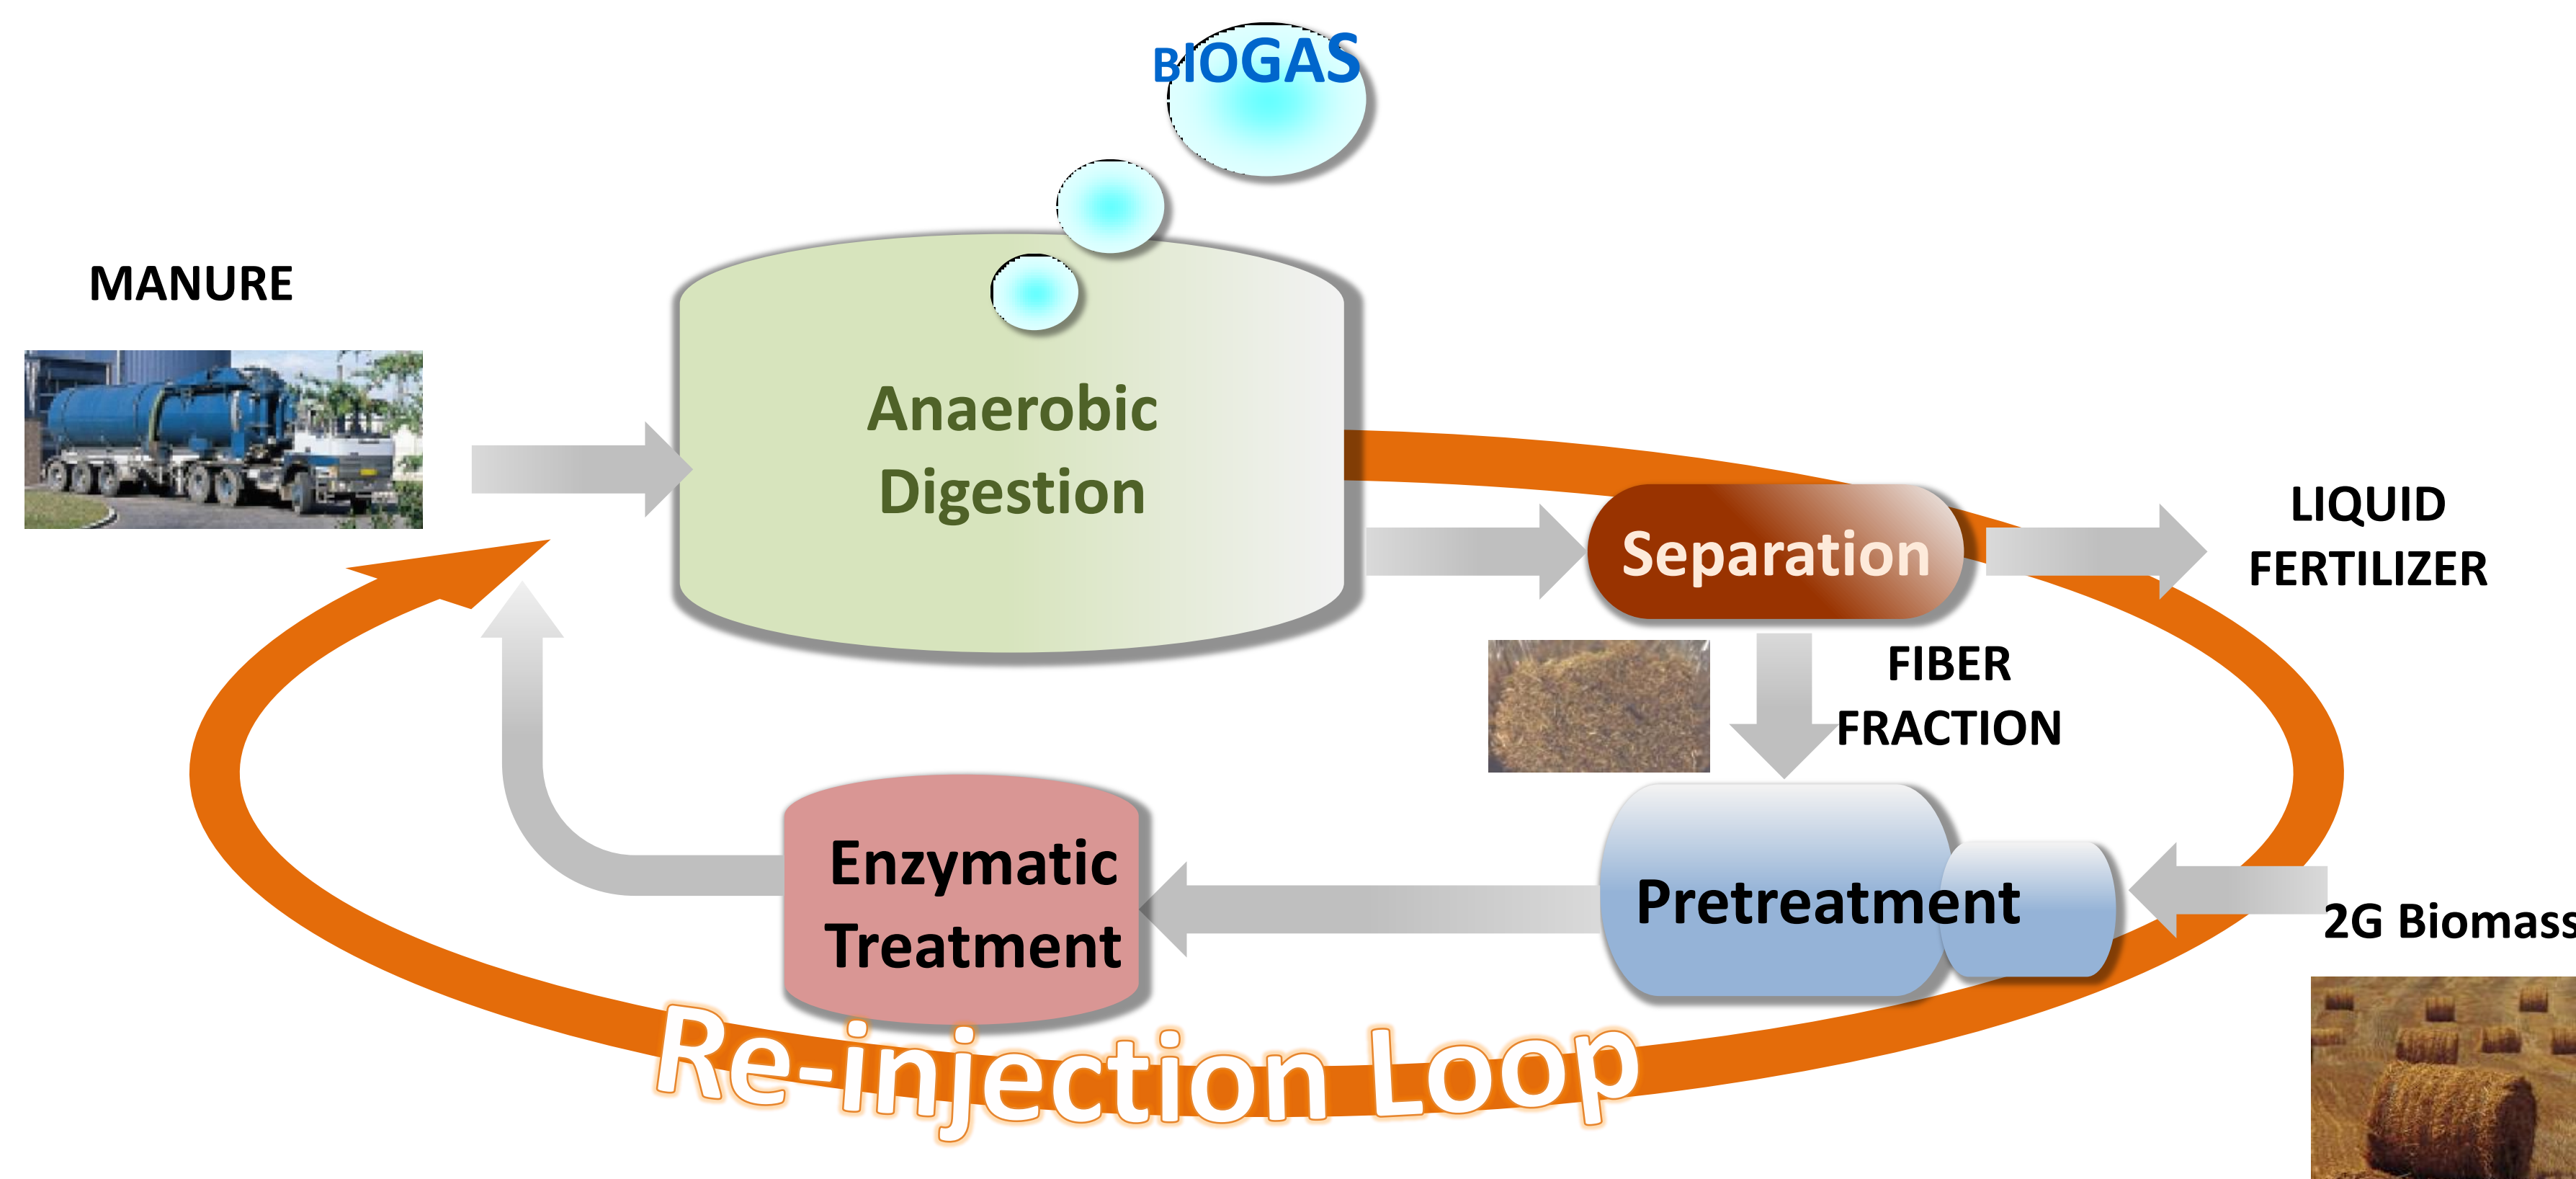 BIOGAS
MANURE
Anaerobic
Digestion
Separation
LIQUID
FERTILIZER
FIBER
FRACTION
Enzymatic
Treatment
Pretreatment
2G Biomass
Re-injection Loop